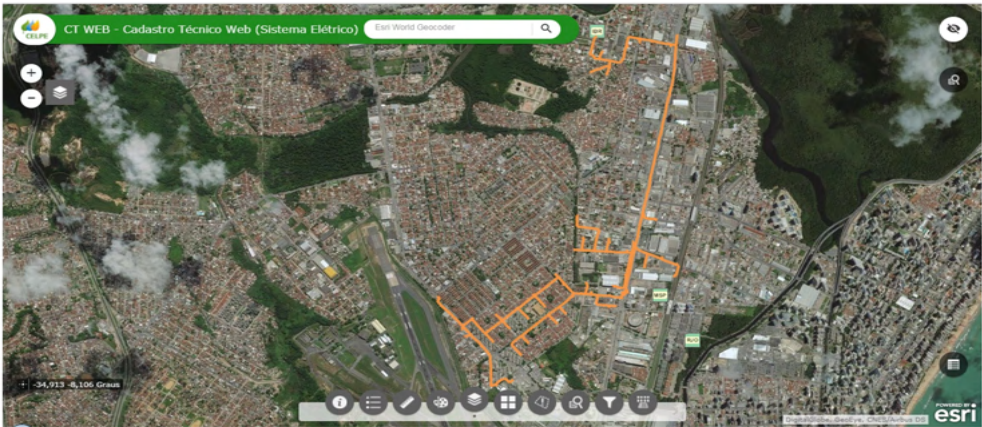 CELPE
CT WEB - Cadastro Técnico Web (Sistema Elétrico)
Esri World Geocoder
+
−
-34,913 -8,106 Graus
DigitalGlobe, GeoEye, CNES/Airbus DS
POWERED BY
esri